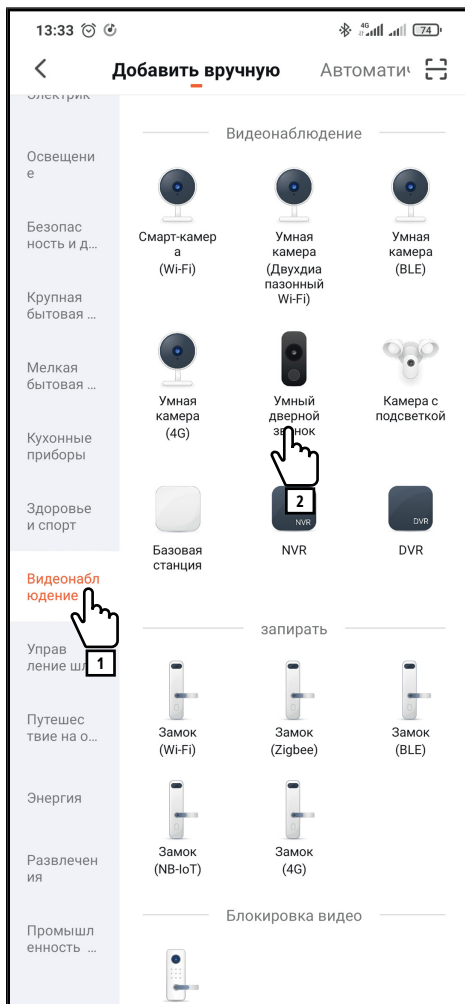 13:33
4G
74
Добавить вручную
Автомати
Электрик
Освещени
е
Безопас
ность и д...
Крупная
бытовая ...
Мелкая
бытовая ...
Кухонные
приборы
Здоровье
и спорт
Видеонабл
юдение
1
Управ
ление
Путешес
твие на о...
Энергия
Развлечен
ия
Промышл
енность ...
Видеонаблюдение
Смарт-камер
а
(Wi-Fi)
Умная
камера
(Двухдиа
пазонный
Wi-Fi)
Умная
камера
(BLE)
Умная
камера
(4G)
Умный
дверной
звонок
2
Камера с
подсветкой
Базовая
станция
NVR
NVR
DVR
DVR
запирать
Замок
(Wi-Fi)
Замок
(Zigbee)
Замок
(BLE)
Замок
(NB-IoT)
Замок
(4G)
Блокировка видео